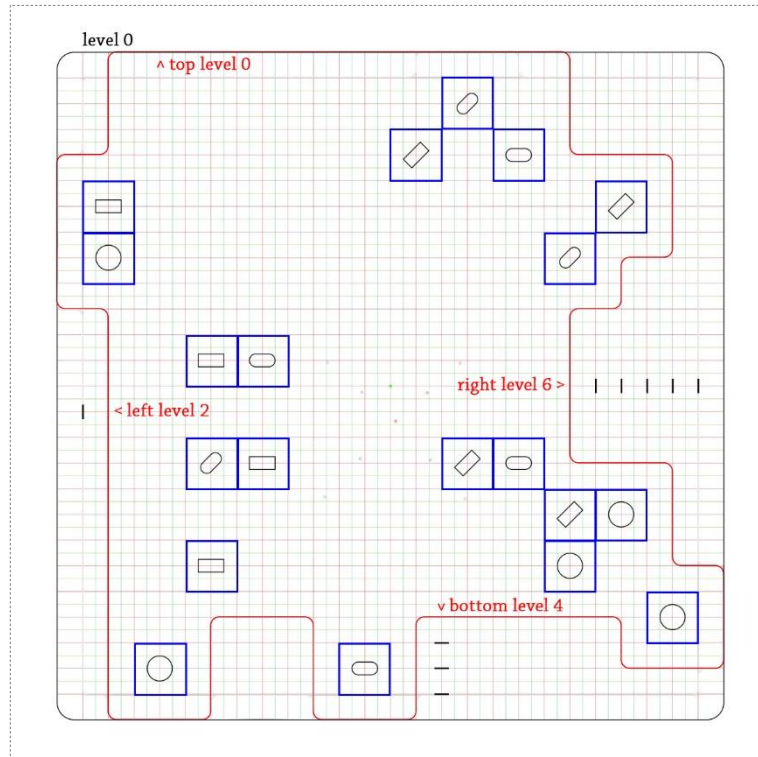 level 0
^ top level 0
right level 6 >
< left level 2
v bottom level 4